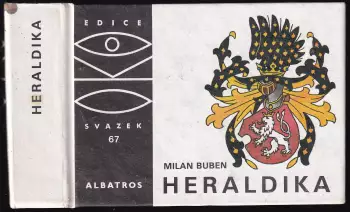 HERALDIKA
EDICE
OKO
SVAZEK
67
ALBATROS
MILAN BUBEN
HERALDIKA